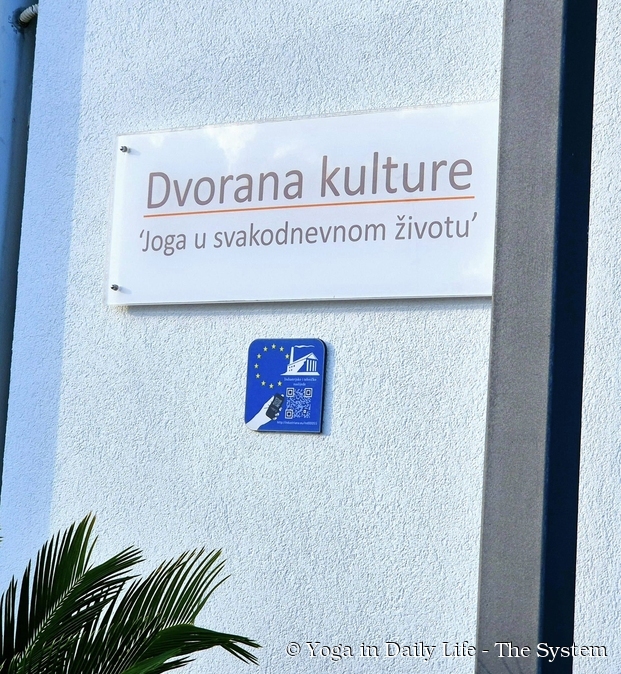 Dvorana kulture
‘Joga u svakodnevnom životu’
© Yoga in Daily Life - The System